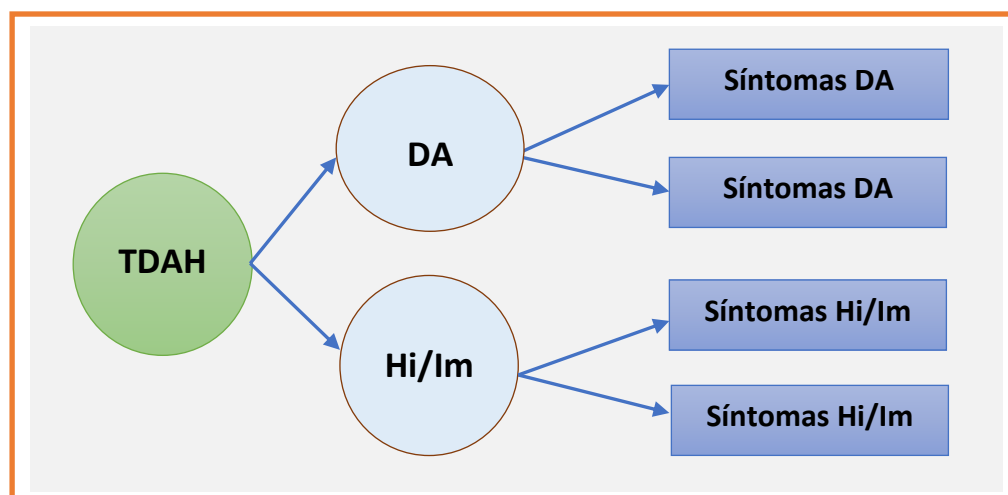 TDAH
DA
Hi/Im
Síntomas DA
Síntomas DA
Síntomas Hi/Im
Síntomas Hi/Im